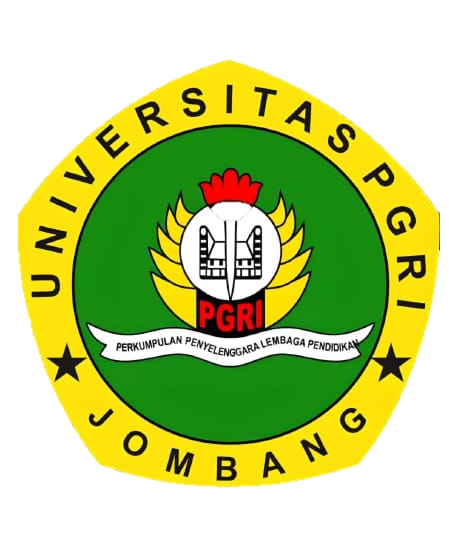 UNIVERSITAS PGRI
PGRI
PERKUMPULAN PENYELENGGARA LEMBAGA PENDIDIKAN
JOMBANG